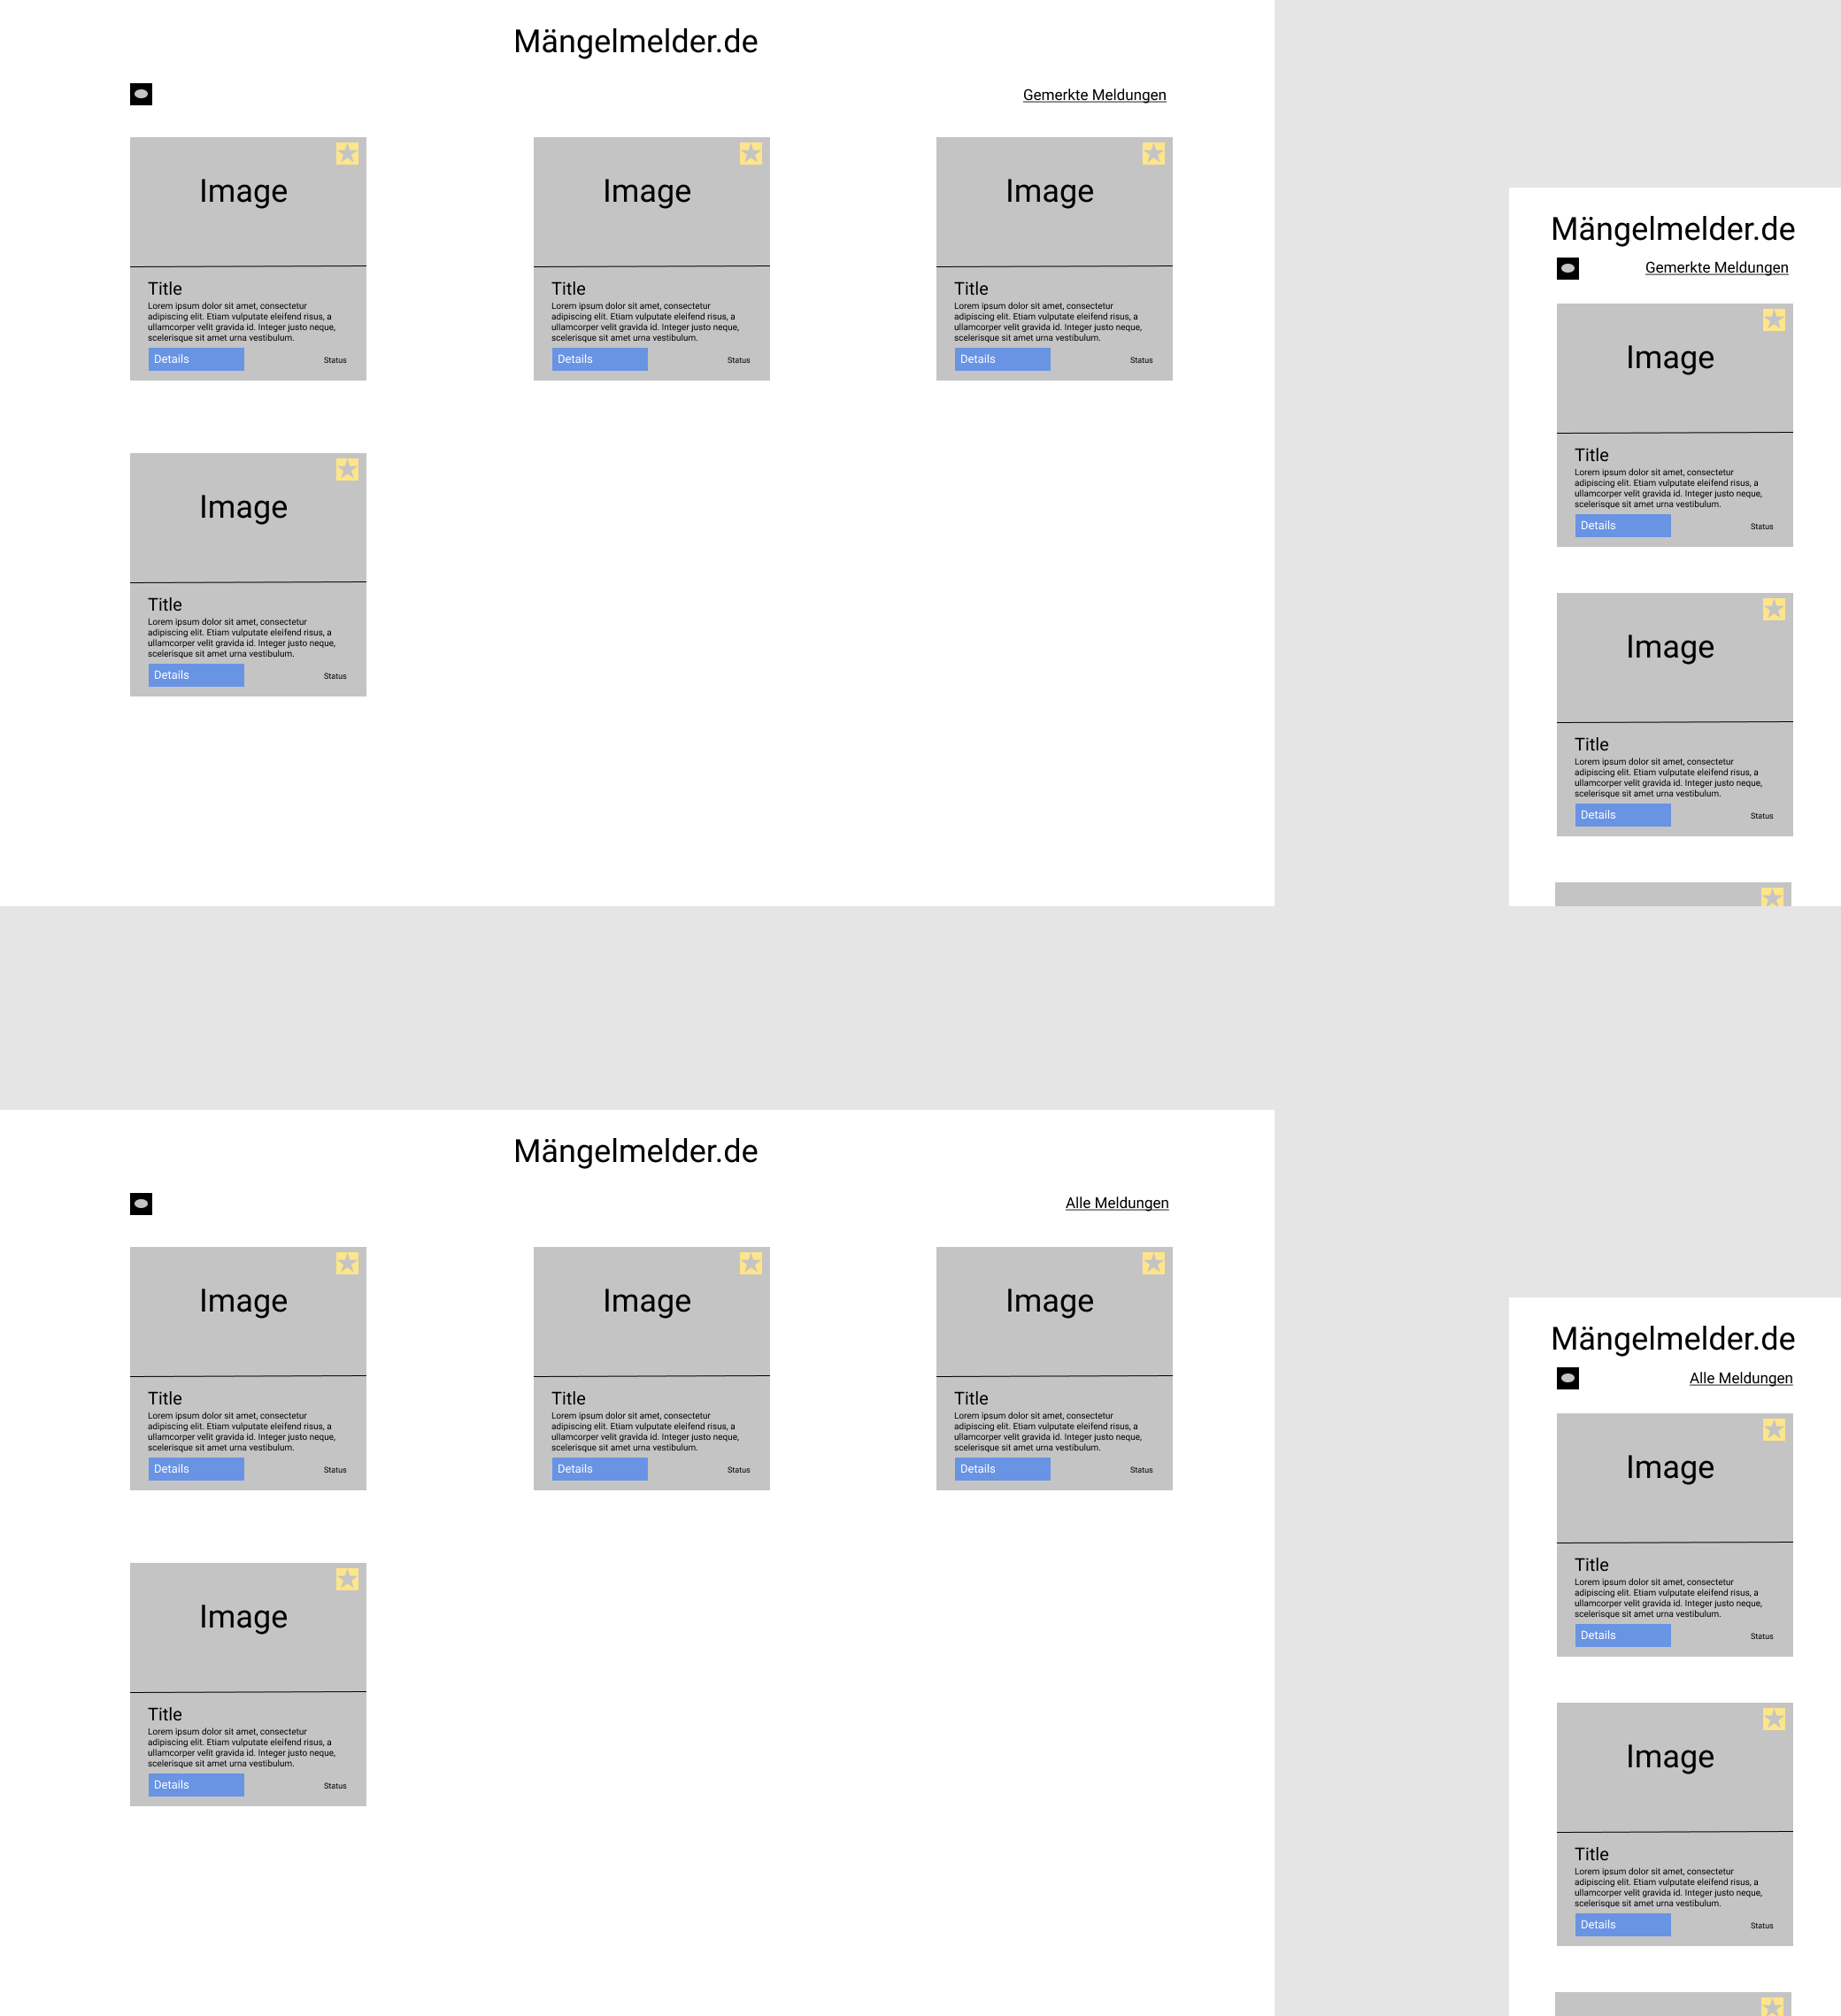 Mängelmelder.de
Gemerkte Meldungen
Image
Title
Lorem ipsum dolor sit amet, consectetur
adipiscing elit. Etiam vulputate eleifend risus, a
ullamcorper velit gravida id. Integer justo neque,
scelerisque sit amet urna vestibulum.
Details
Status
Image
Title
Lorem ipsum dolor sit amet, consectetur
adipiscing elit. Etiam vulputate eleifend risus, a
ullamcorper velit gravida id. Integer justo neque,
scelerisque sit amet urna vestibulum.
Details
Status
Image
Title
Lorem ipsum dolor sit amet, consectetur
adipiscing elit. Etiam vulputate eleifend risus, a
ullamcorper velit gravida id. Integer justo neque,
scelerisque sit amet urna vestibulum.
Details
Status
Image
Title
Lorem ipsum dolor sit amet, consectetur
adipiscing elit. Etiam vulputate eleifend risus, a
ullamcorper velit gravida id. Integer justo neque,
scelerisque sit amet urna vestibulum.
Details
Status
Mängelmelder.de
Gemerkte Meldungen
Image
Title
Lorem ipsum dolor sit amet, consectetur
adipiscing elit. Etiam vulputate eleifend risus, a
ullamcorper velit gravida id. Integer justo neque,
scelerisque sit amet urna vestibulum.
Details
Status
Image
Title
Lorem ipsum dolor sit amet, consectetur
adipiscing elit. Etiam vulputate eleifend risus, a
ullamcorper velit gravida id. Integer justo neque,
scelerisque sit amet urna vestibulum.
Details
Status
Mängelmelder.de
Alle Meldungen
Image
Title
Lorem ipsum dolor sit amet, consectetur
adipiscing elit. Etiam vulputate eleifend risus, a
ullamcorper velit gravida id. Integer justo neque,
scelerisque sit amet urna vestibulum.
Details
Status
Image
Title
Lorem ipsum dolor sit amet, consectetur
adipiscing elit. Etiam vulputate eleifend risus, a
ullamcorper velit gravida id. Integer justo neque,
scelerisque sit amet urna vestibulum.
Details
Status
Image
Title
Lorem ipsum dolor sit amet, consectetur
adipiscing elit. Etiam vulputate eleifend risus, a
ullamcorper velit gravida id. Integer justo neque,
scelerisque sit amet urna vestibulum.
Details
Status
Image
Title
Lorem ipsum dolor sit amet, consectetur
adipiscing elit. Etiam vulputate eleifend risus, a
ullamcorper velit gravida id. Integer justo neque,
scelerisque sit amet urna vestibulum.
Details
Status
Mängelmelder.de
Alle Meldungen
Image
Title
Lorem ipsum dolor sit amet, consectetur
adipiscing elit. Etiam vulputate eleifend risus, a
ullamcorper velit gravida id. Integer justo neque,
scelerisque sit amet urna vestibulum.
Details
Status
Image
Title
Lorem ipsum dolor sit amet, consectetur
adipiscing elit. Etiam vulputate eleifend risus, a
ullamcorper velit gravida id. Integer justo neque,
scelerisque sit amet urna vestibulum.
Details
Status